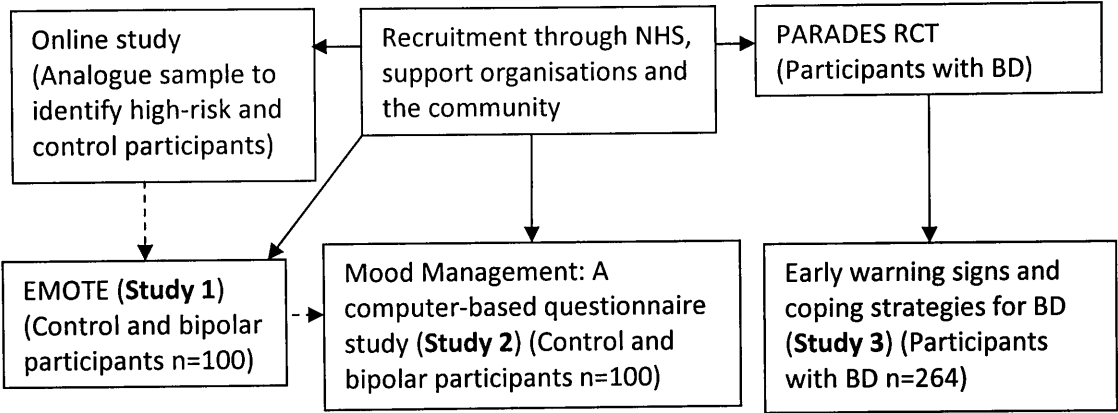 Online study
(Analogue sample to
identify high-risk and
control participants)
Recruitment through NHS,
support organisations and
the community
PARADES RCT
(Participants with BD)
EMOTE (Study 1)
(Control and bipolar
participants n=100)
Mood Management: A
computer-based questionnaire
study (Study 2) (Control and
bipolar participants n=100)
Early warning signs and
coping strategies for BD
(Study 3) (Participants
with BD n=264)